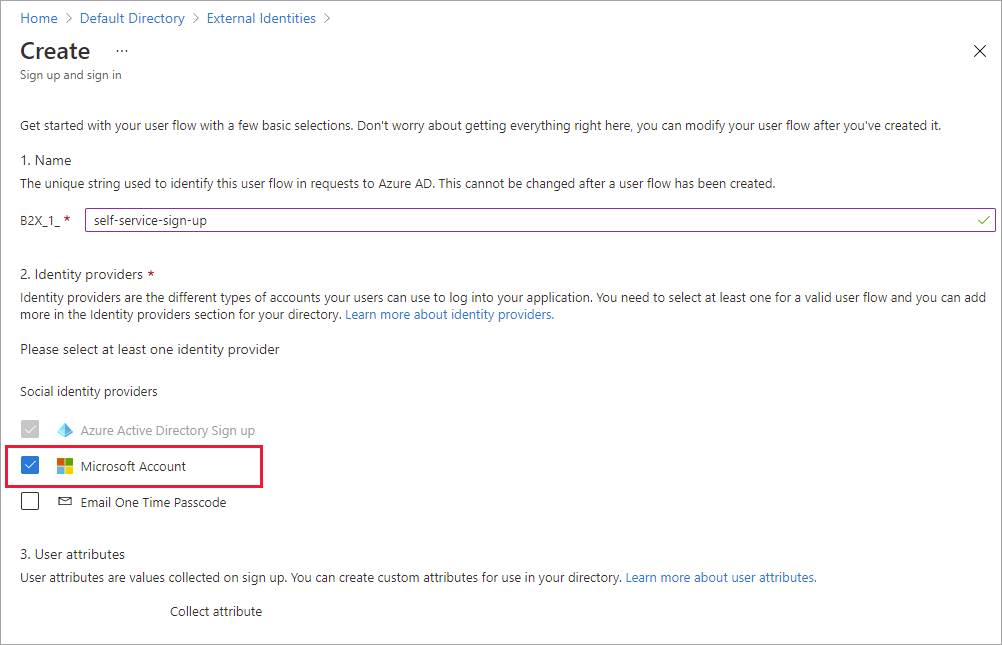 Home > Default Directory > External Identities >
Create ...
Sign up and sign in
Get started with your user flow with a few basic selections. Don't worry about getting everything right here, you can modify your user flow after you've created it.
1. Name
The unique string used to identify this user flow in requests to Azure AD. This cannot be changed after a user flow has been created.
B2X_1_ * self-service-sign-up
2. Identity providers *
Identity providers are the different types of accounts your users can use to log into your application. You need to select at least one for a valid user flow and you can add
more in the Identity providers section for your directory. Learn more about identity providers.
Please select at least one identity provider
Social identity providers
Azure Active Directory Sign up
Microsoft Account
Email One Time Passcode
3. User attributes
User attributes are values collected on sign up. You can create custom attributes for use in your directory. Learn more about user attributes.
Collect attribute